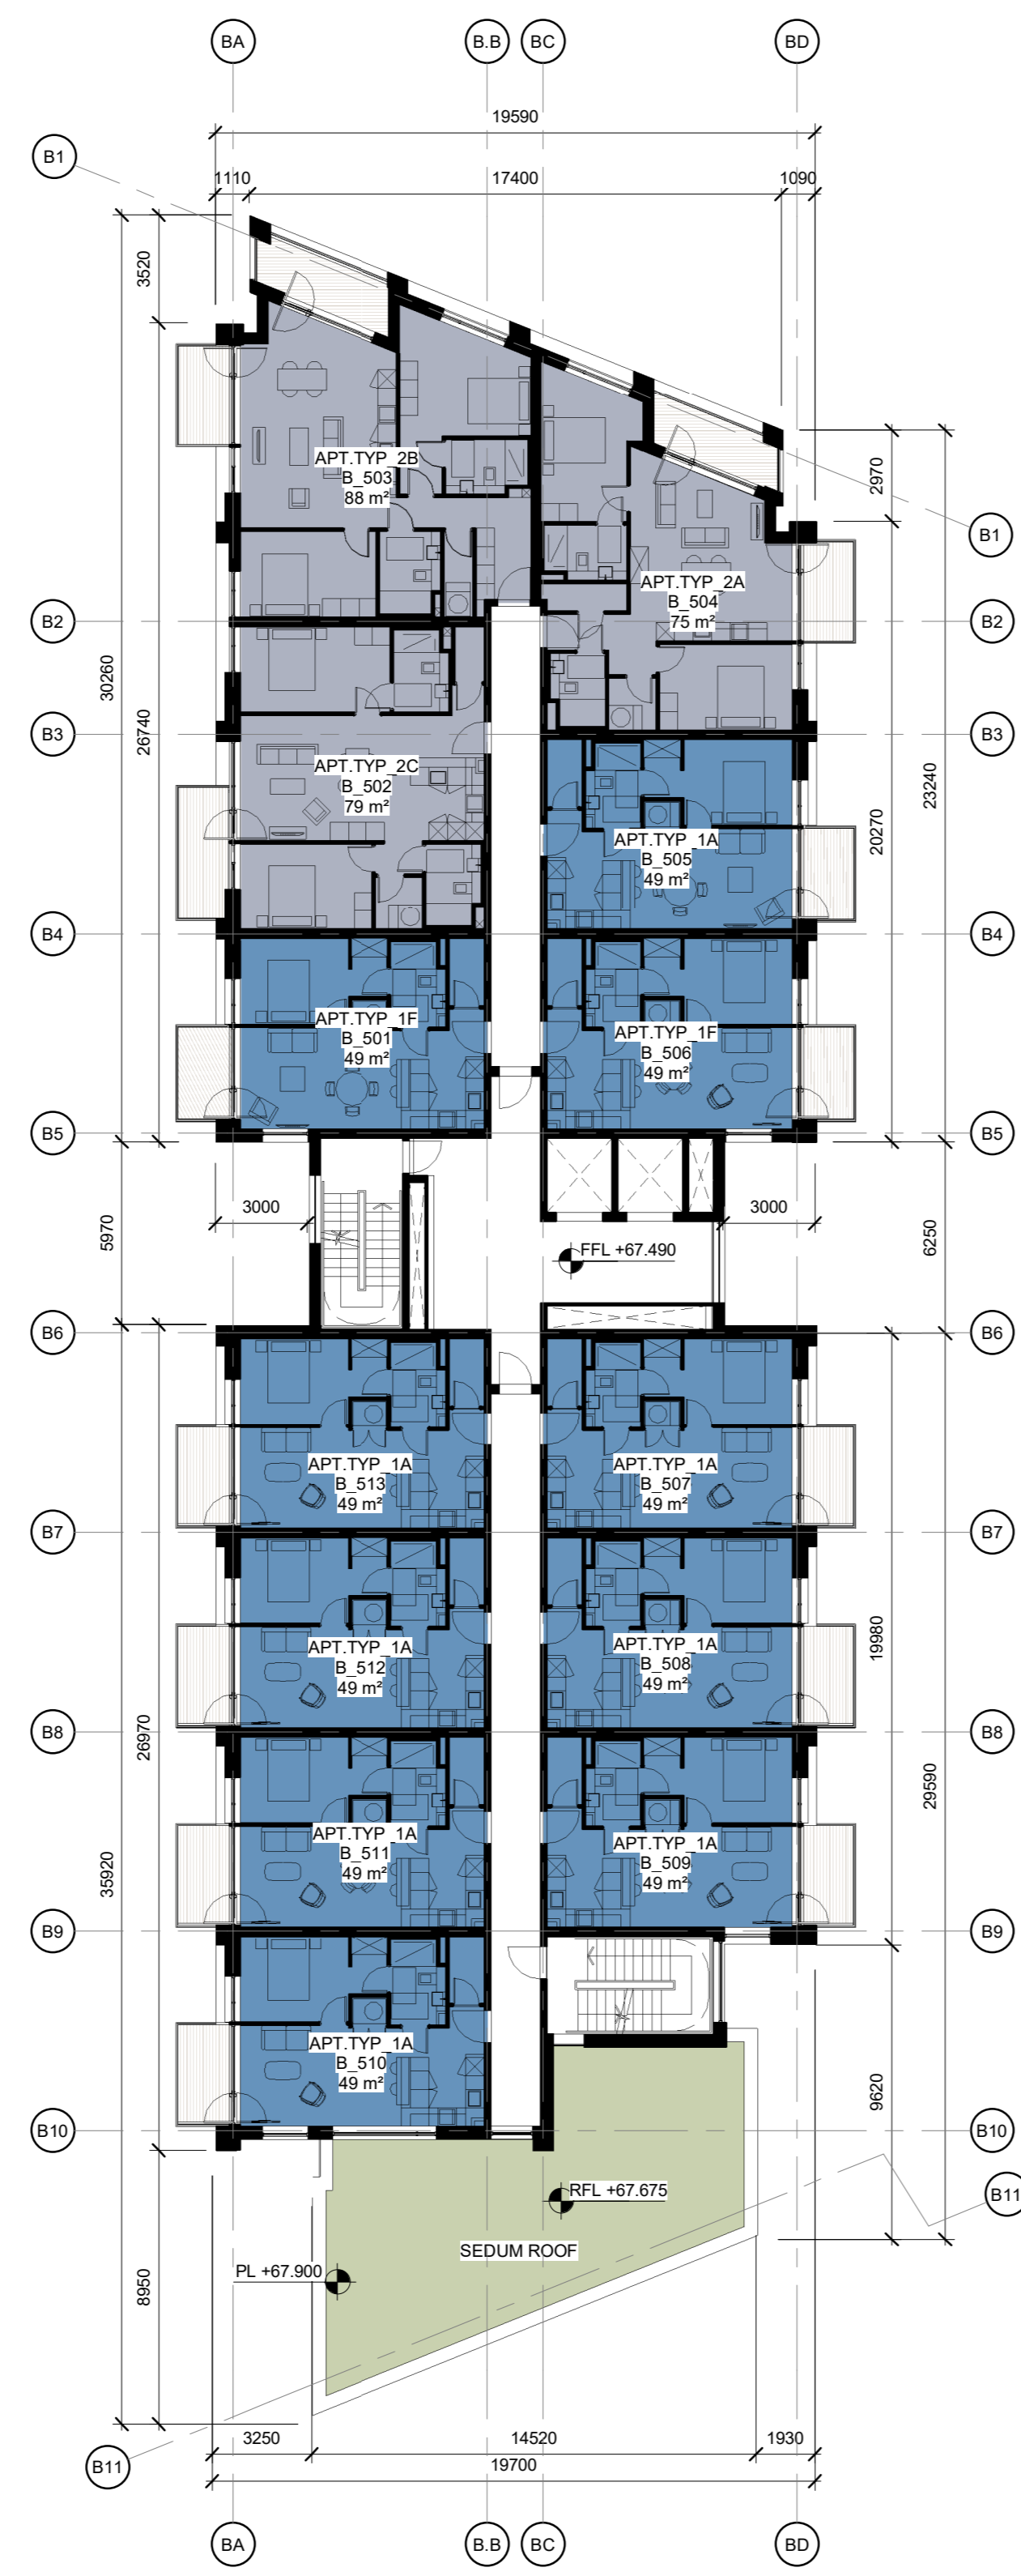 BA
B.B
BC
BD
19590
B1
1110
17400
1090
3520
2970
APT.TYP_2B
B_503
88 m²
B1
APT.TYP_2A
B_504
75 m²
B2
B2
30260
26740
B3
B3
APT.TYP_2C
B_502
79 m²
23240
20270
APT.TYP_1A
B_505
49 m²
B4
B4
APT.TYP_1F
B_501
49 m²
APT.TYP_1F
B_506
49 m²
B5
B5
3000
3000
5970
6250
FFL +67.490
B6
B6
APT.TYP_1A
B_513
49 m²
APT.TYP_1A
B_507
49 m²
B7
B7
APT.TYP_1A
B_512
49 m²
APT.TYP_1A
B_508
49 m²
19980
B8
B8
26970
29590
35920
APT.TYP_1A
B_511
49 m²
APT.TYP_1A
B_509
49 m²
B9
B9
APT.TYP_1A
B_510
49 m²
9620
B10
B10
B11
RFL +67.675
SEDUM ROOF
PL +67.900
8950
3250
14520
1930
B11
19700
BA
B.B
BC
BD